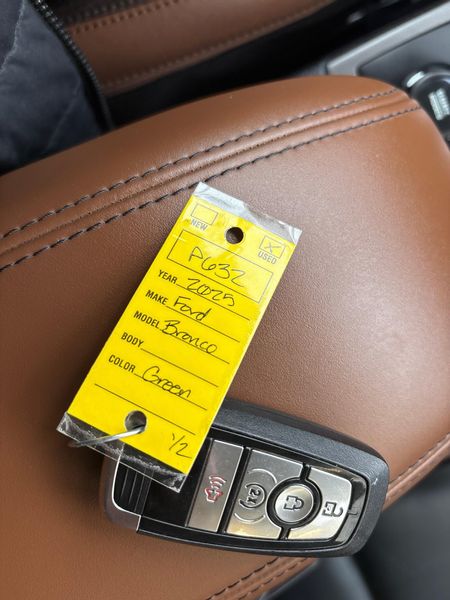 NEW
USED
P632
YEAR 2025
MAKE Ford
MODEL Bronco
BODY
COLOR Green
1/2